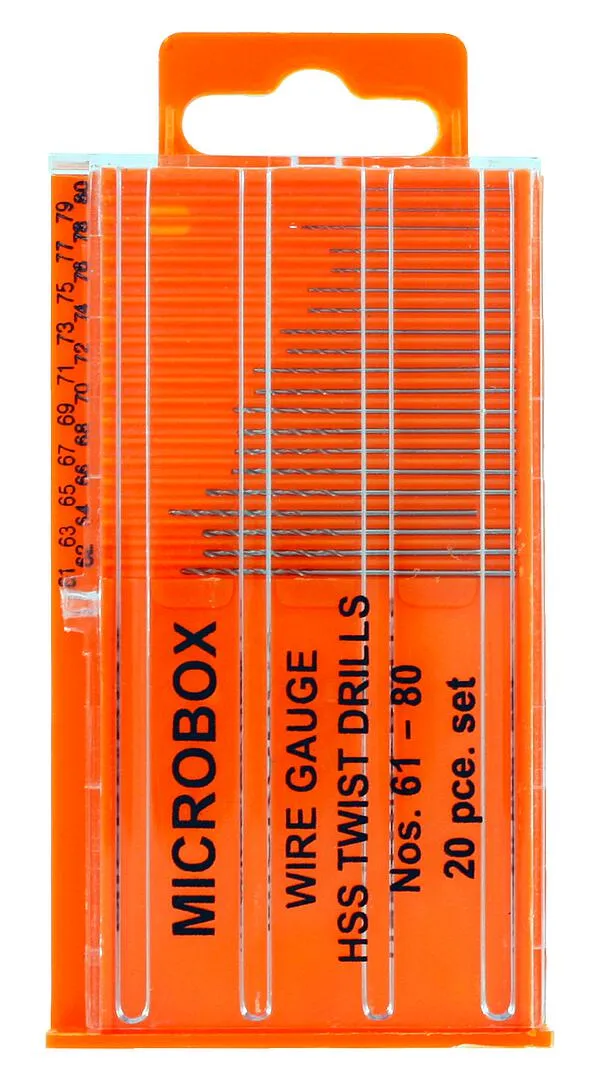 MICROBOX
WIRE GAUGE
HSS TWIST DRILLS
Nos. 61 – 80
20 pce. set
61 63 65 67 69 71 73 75 77 79
62 64 66 68 70 72 74 76 78 80